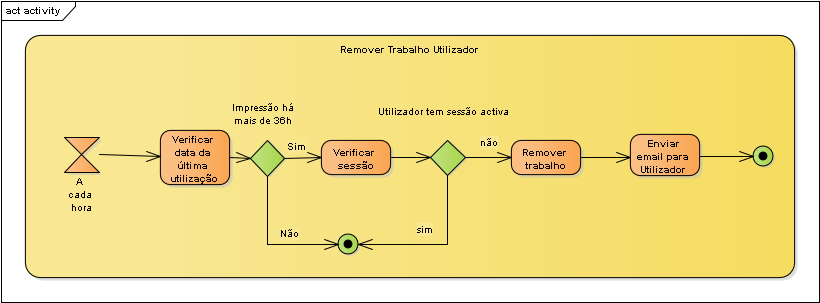 act activity
Remover Trabalho Utilizador
Impressão há
mais de 36h
Utilizador tem sessão activa
A
cada
hora
Verificar
data da
última
utilização
Sim
Verificar
sessão
não
Remover
trabalho
Enviar
email para
Utilizador
Não
sim